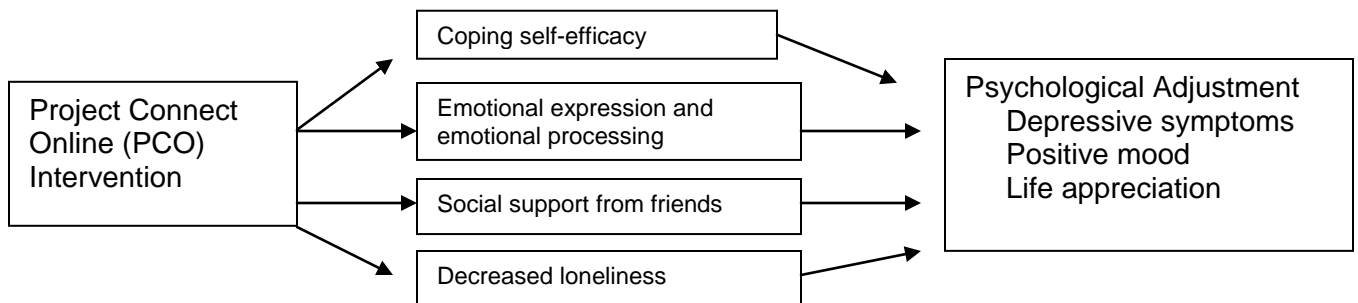 Project Connect
Online (PCO)
Intervention
Coping self-efficacy
Emotional expression and
emotional processing
Social support from friends
Decreased loneliness
Psychological Adjustment
Depressive symptoms
Positive mood
Life appreciation